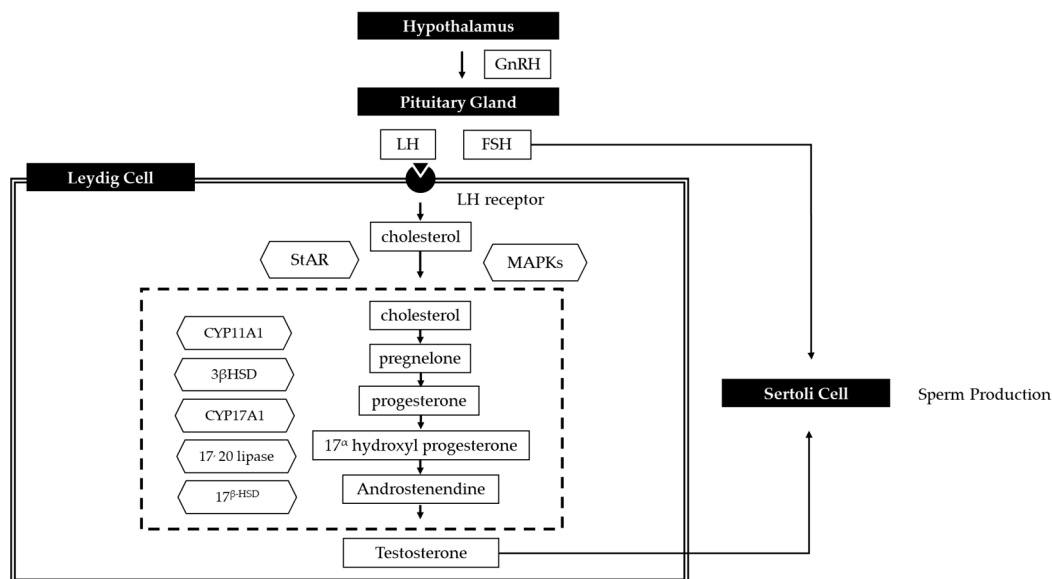 Hypothalamus
GnRH
Pituitary Gland
LH
FSH
Leydig Cell
LH receptor
cholesterol
StAR
MAPKs
cholesterol
CYP11A1
pregnelone
3βHSD
progesterone
CYP17A1
17α hydroxyl progesterone
17, 20 lipase
Androstenendine
17β-HSD
Testosterone
Sertoli Cell
Sperm Production